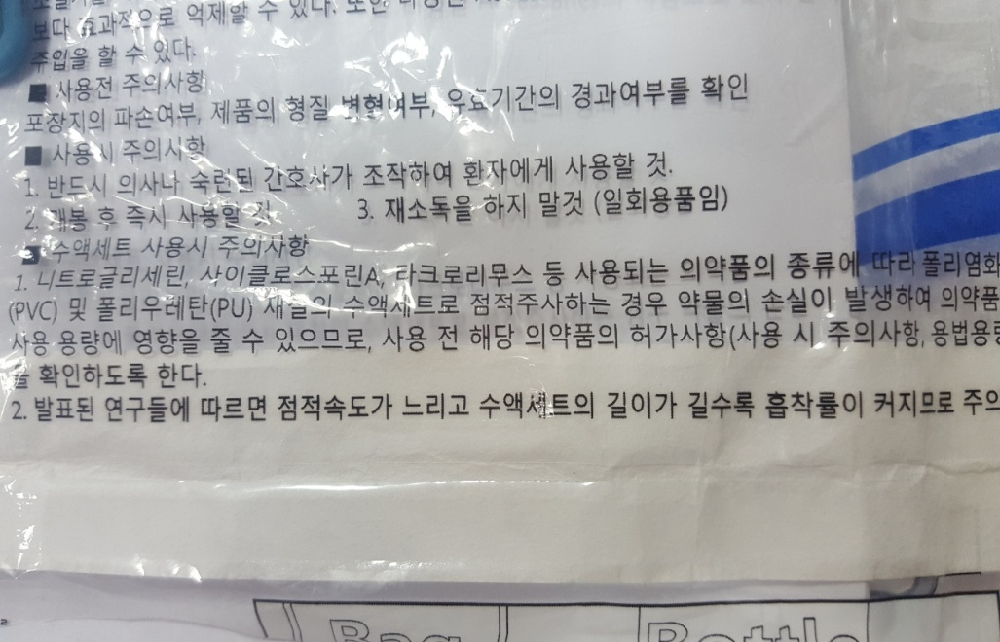 보다 효과적으로 억제할 수 있다. 또한
주입을 할 수 있다.
■ 사용전 주의사항
포장지의 파손여부, 제품의 형질 변형여부, 유효기간의 경과여부를 확인
■ 사용시 주의사항
1. 반드시 의사나 숙련된 간호사가 조작하여 환자에게 사용할 것.
2. 개봉 후 즉시 사용할 것. 3. 재소독을 하지 말것 (일회용품임)
■ 수액세트 사용시 주의사항
1. 니트로글리세린, 사이클로스포린A, 타크로리무스 등 사용되는 의약품의 종류에 따라 폴리염화
(PVC) 및 폴리우레탄(PU) 재질의 수액세트로 점적주사하는 경우 약물의 손실이 발생하여 의약품
사용 용량에 영향을 줄 수 있으므로, 사용 전 해당 의약품의 허가사항(사용 시 주의사항, 용법용량
을 확인하도록 한다.
2. 발표된 연구들에 따르면 점적속도가 느리고 수액세트의 길이가 길수록 흡착률이 커지므로 주의
Bag Bottle